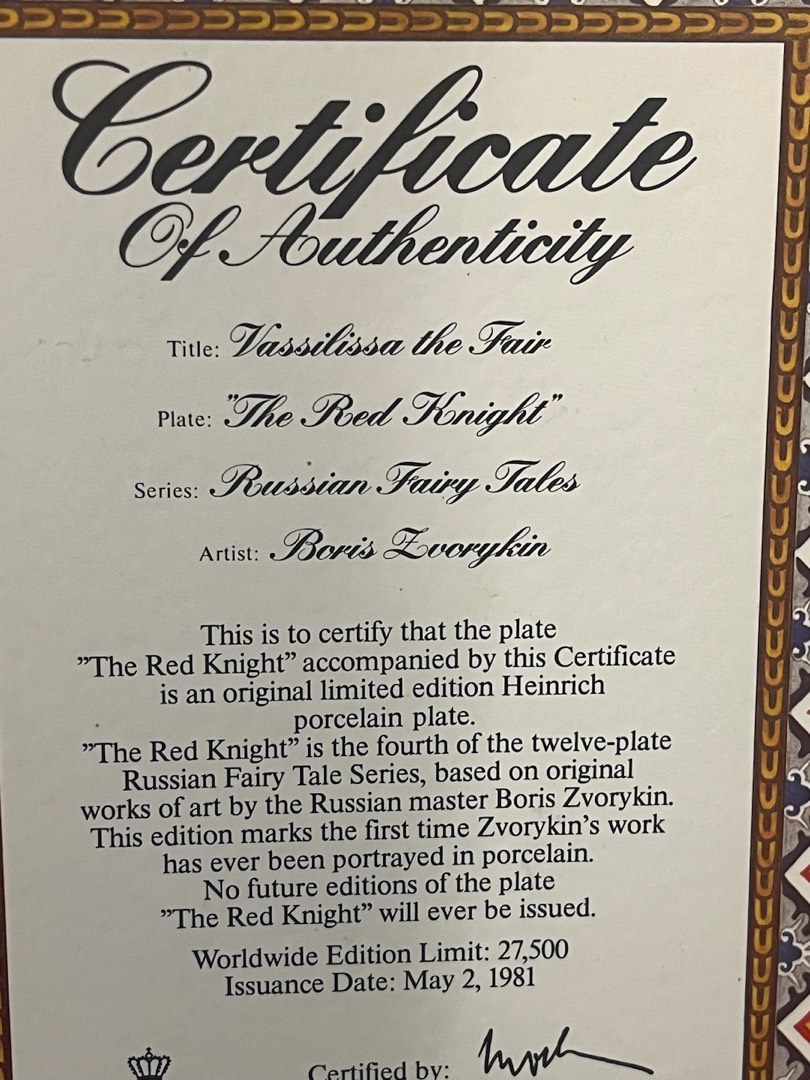 Certificate
Of Authenticity
Title: Vassilissa the Fair
Plate: "The Red Knight"
Series: Russian Fairy Tales
Artist: Boris Zvorykin
This is to certify that the plate
”The Red Knight” accompanied by this Certificate
is an original limited edition Heinrich
porcelain plate.
”The Red Knight” is the fourth of the twelve-plate
Russian Fairy Tale Series, based on original
works of art by the Russian master Boris Zvorykin.
This edition marks the first time Zvorykin’s work
has ever been portrayed in porcelain.
No future editions of the plate
”The Red Knight” will ever be issued.
Worldwide Edition Limit: 27,500
Issuance Date: May 2, 1981
Certified by: